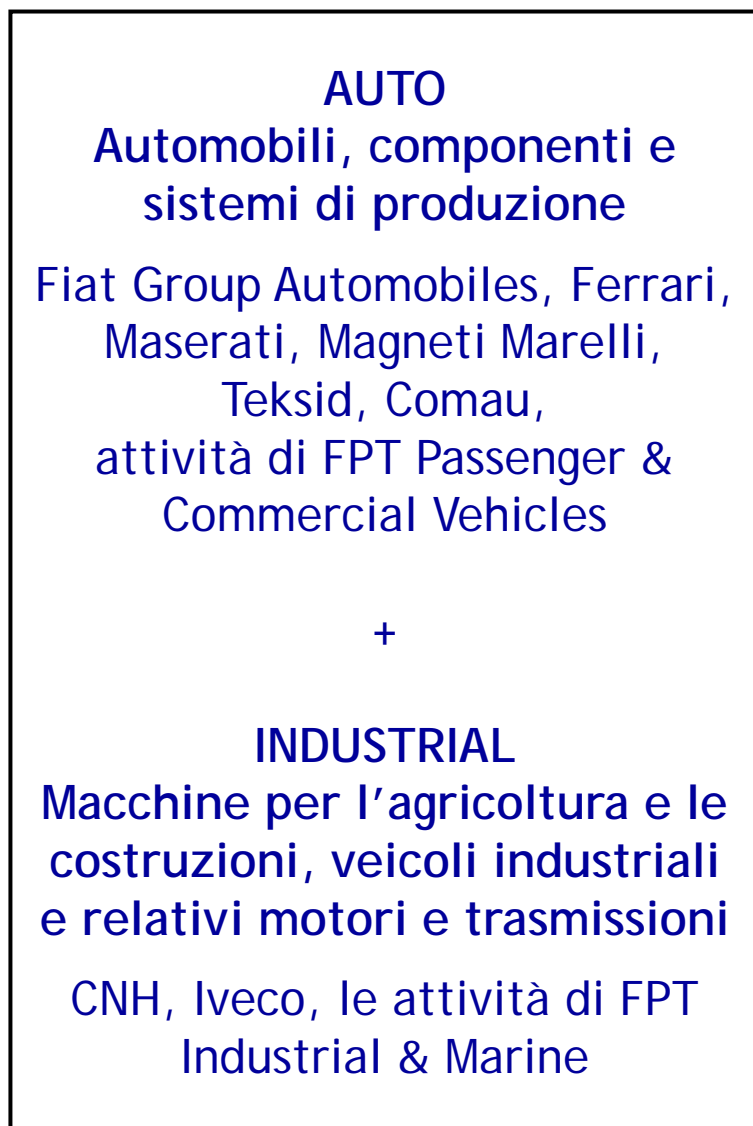 AUTO
Automobili, componenti e
sistemi di produzione
Fiat Group Automobiles, Ferrari,
Maserati, Magneti Marelli,
Teksid, Comau,
attività di FPT Passenger &
Commercial Vehicles
+
INDUSTRIAL
Macchine per l'agricoltura e le
costruzioni, veicoli industriali
e relativi motori e trasmissioni
CNH, Iveco, le attività di FPT
Industrial & Marine